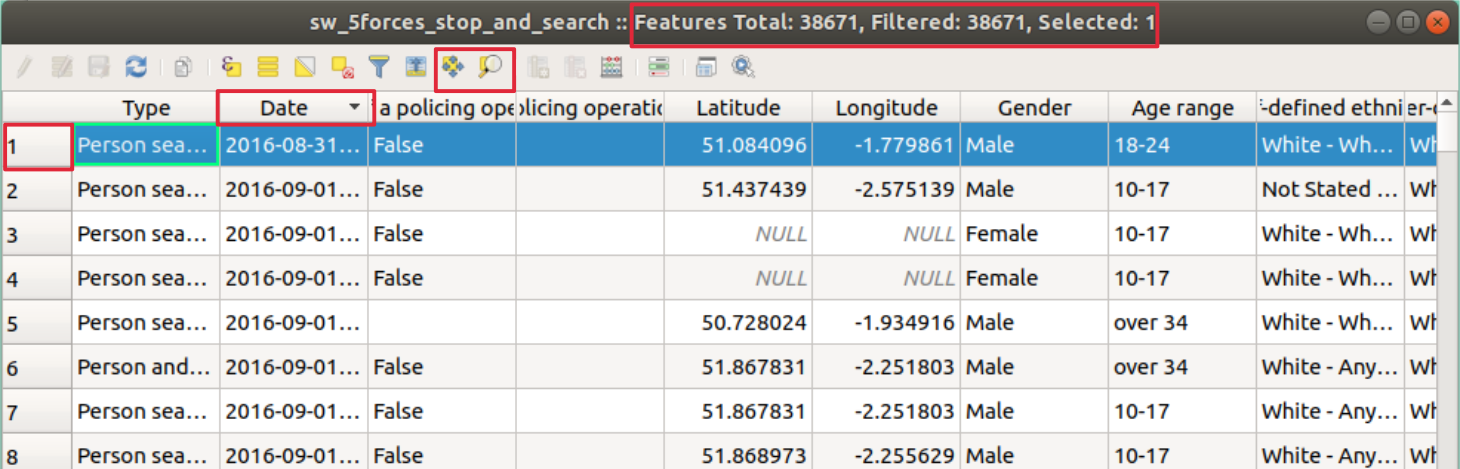 sw_5forces_stop_and_search :: Features Total: 38671, Filtered: 38671, Selected: 1
Type Date a policing ope licing operatio Latitude Longitude Gender Age range -defined ethni er-
1 Person sea... 2016-08-31... False 51.084096 -1.779861 Male 18-24 White - Wh... Wh
2 Person sea... 2016-09-01... False 51.437439 -2.575139 Male 10-17 Not Stated ... Wh
3 Person sea... 2016-09-01... False NULL NULL Female 10-17 White - Wh... Wh
4 Person sea... 2016-09-01... False NULL NULL Female 10-17 White - Wh... Wh
5 Person sea... 2016-09-01... 50.728024 -1.934916 Male over 34 White - Wh... Wh
6 Person and... 2016-09-01... False 51.867831 -2.251803 Male over 34 White - Any... Wh
7 Person sea... 2016-09-01... False 51.867831 -2.251803 Male 10-17 White - Any... Wh
8 Person sea... 2016-09-01... False 51.868973 -2.255629 Male 10-17 White - Any... Wh